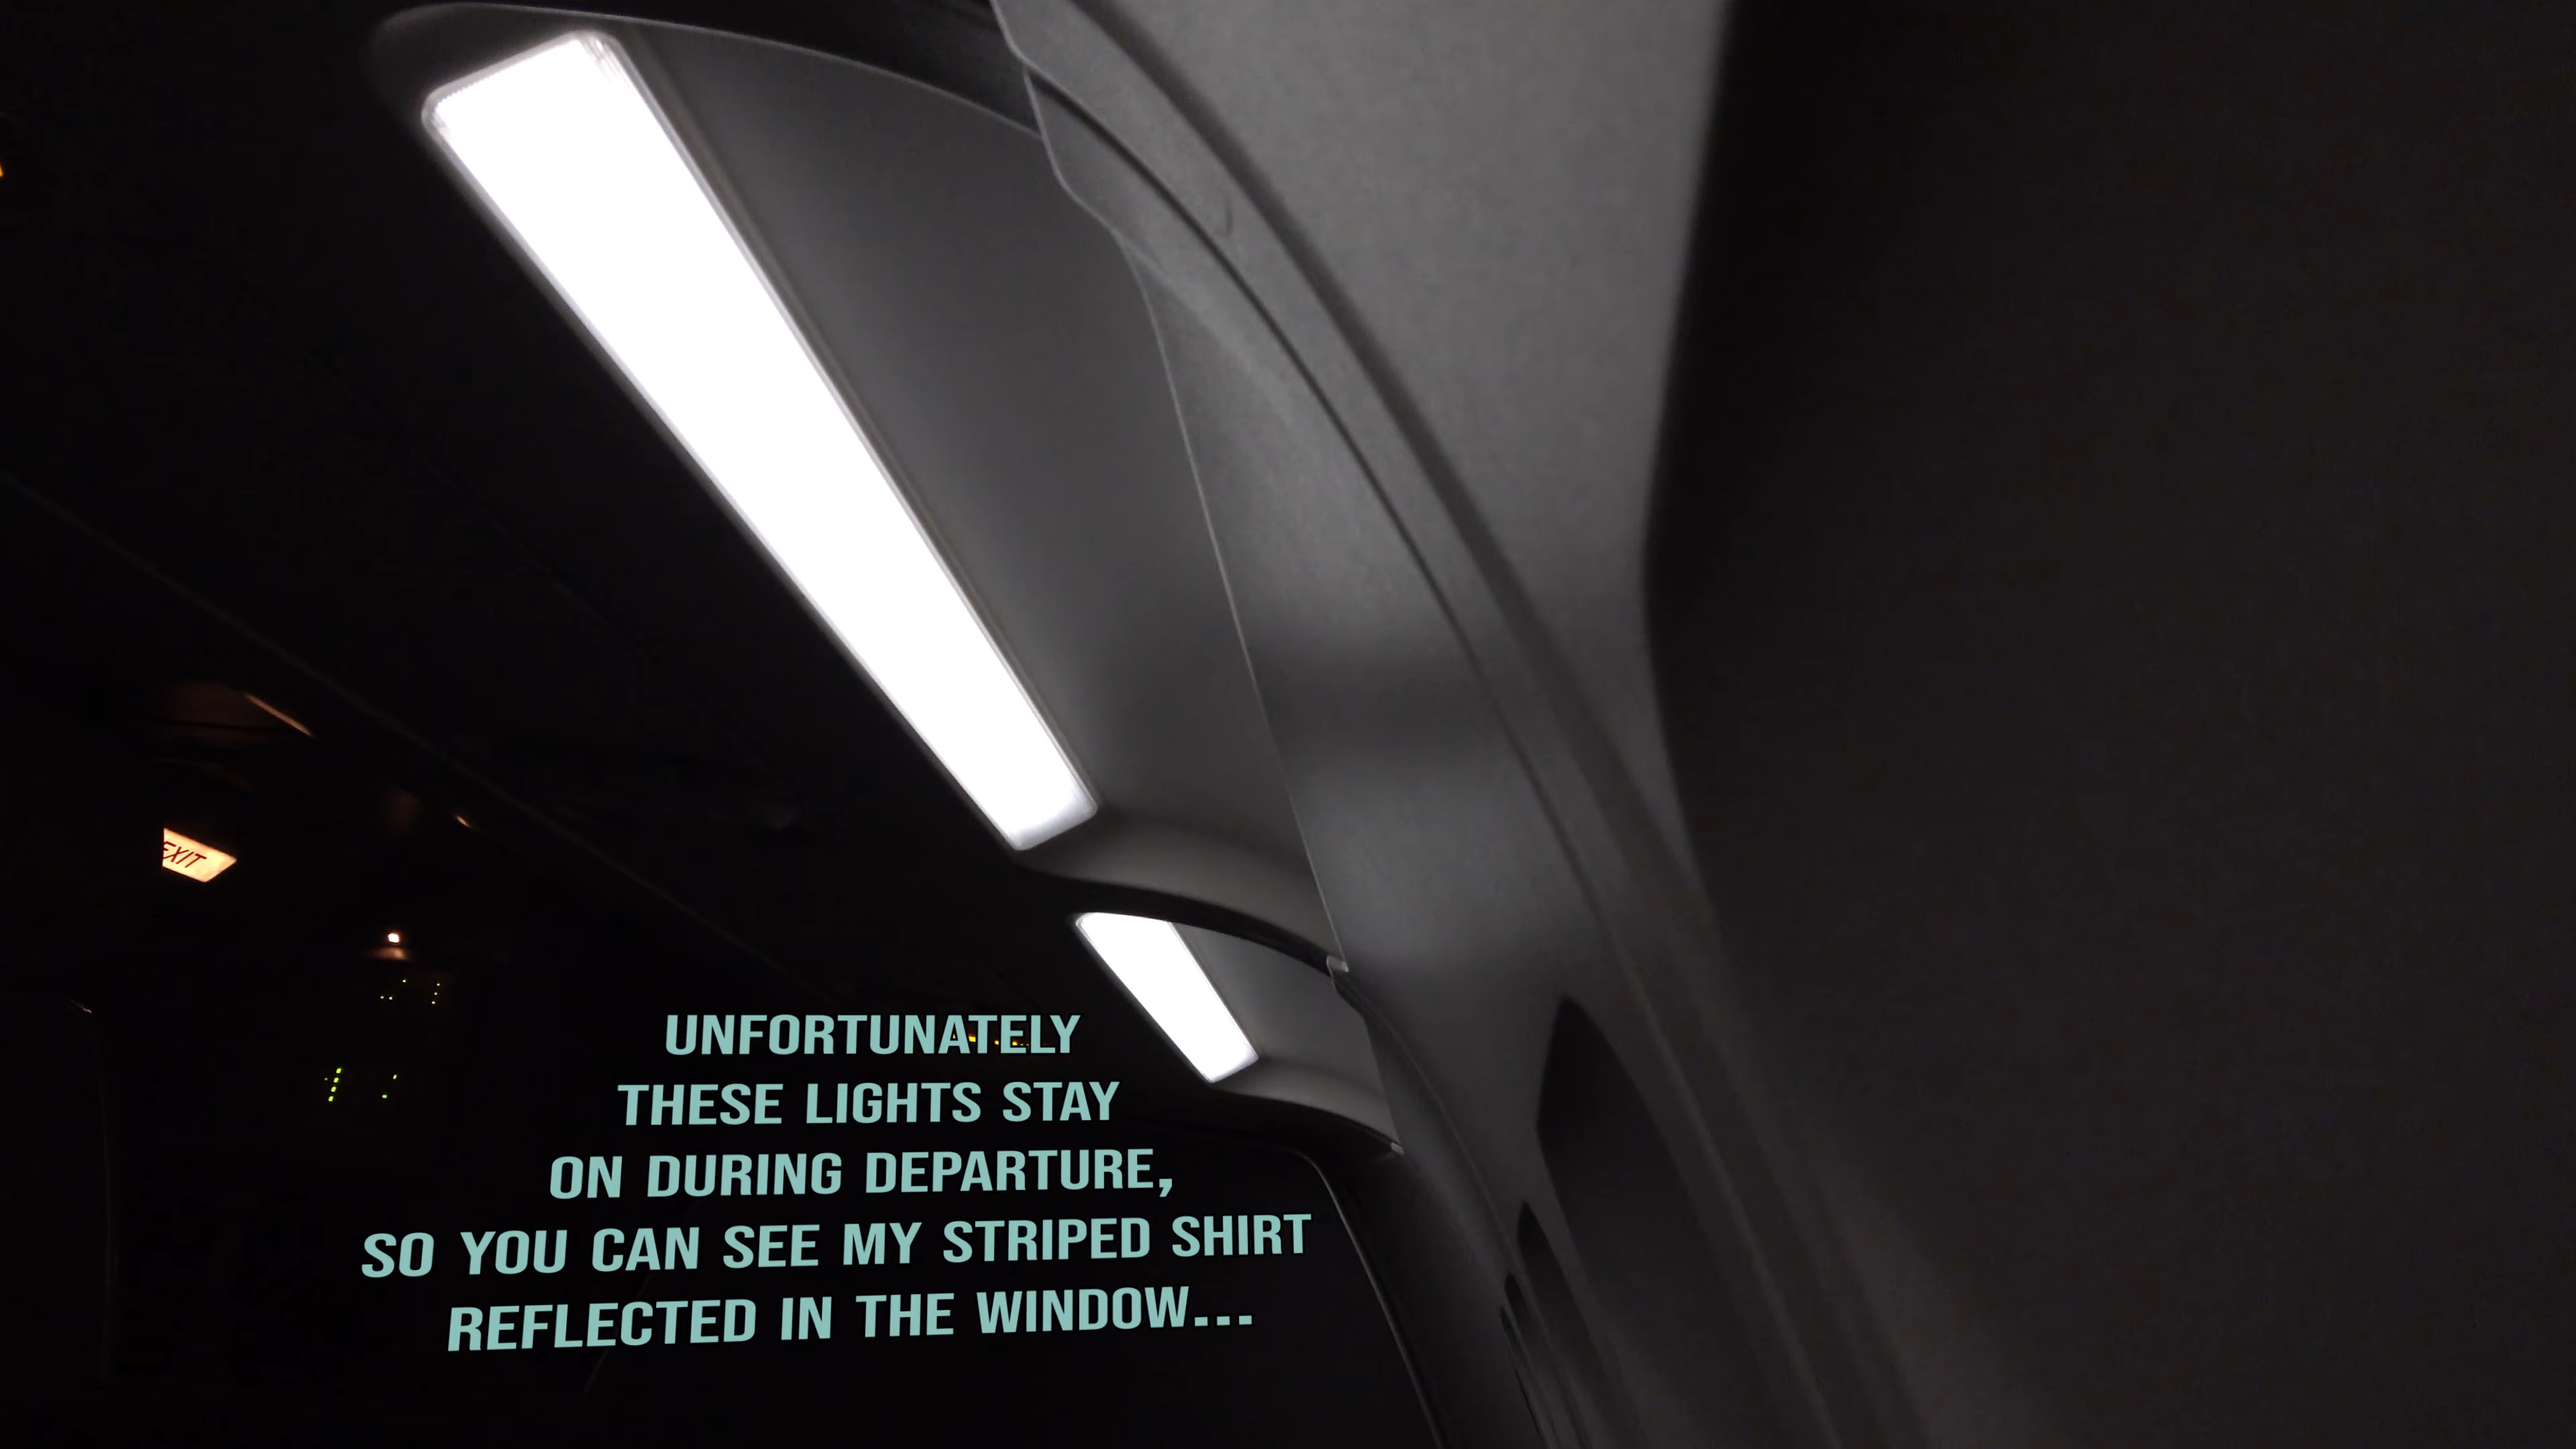 EXIT
UNFORTUNATELY
THESE LIGHTS STAY
ON DURING DEPARTURE,
SO YOU CAN SEE MY STRIPED SHIRT
REFLECTED IN THE WINDOW...